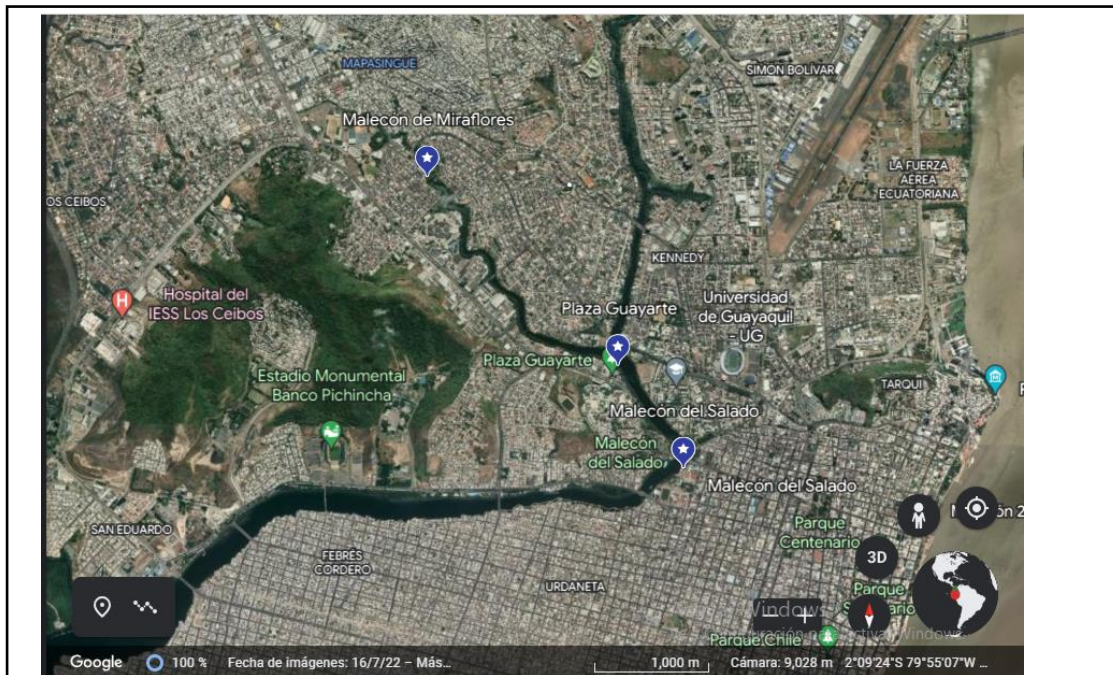 MAPASINGUE
SIMÓN BOLÍVAR
Malecón de Miraflores
LA FUERZA
AÉREA
ECUATORIANA
OS CEIBOS
KENNEDY
Hospital del
IESS Los Ceibos
Plaza Guayarte
Universidad
de Guayaquil
- UG
Plaza Guayarte
Estadio Monumental
Banco Pichincha
TARQUI
Malecón del Salado
Malecón
del Salado
Malecón del Salado
SAN EDUARDO
Parque
Centenario
FEBRES
CORDERO
URDANETA
3D
Parque
Parque Chile
Google
100 %
Fecha de imágenes: 16/7/22 – Más...
1,000 m
Cámara: 9,028 m
2°09'24"S 79°55'07"W ...